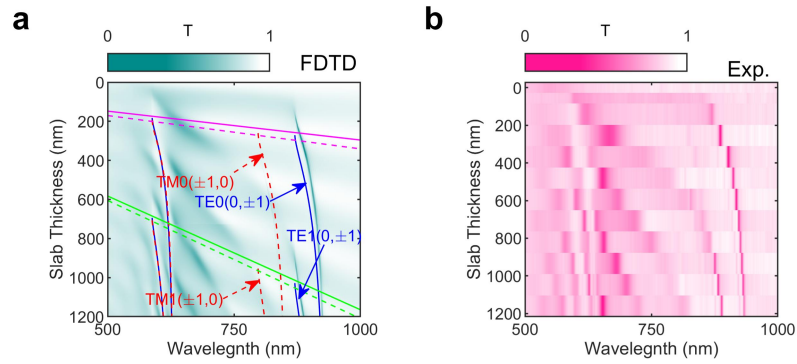 a
0 T 1
FDTD
0
200
400
600
800
1000
1200
Slab Thickness (nm)
TM0(±1,0)
TE0(0,±1)
TE1(0,±1)
TM1(±1,0)
500 750 1000
Wavelegnth (nm)
b
0 T 1
Exp.
0
200
400
600
800
1000
1200
Slab Thickness (nm)
500 750 1000
Wavelegnth (nm)